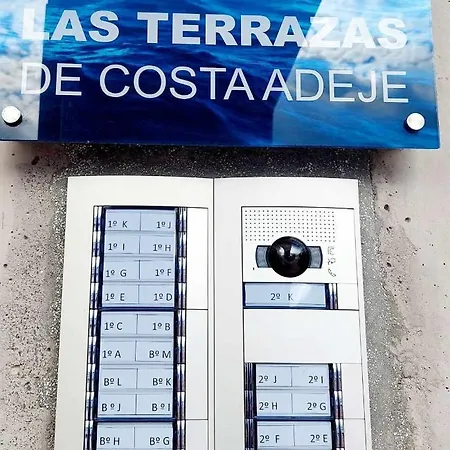 LAS TERRAZAS
DE COSTA ADEJE
1º K 1º J
1º I 1º H
1º G 1º F
1º E 1º D
1º C 1º B
1º A Bº M
Bº L Bº K
Bº J Bº I
Bº H Bº G
2º K
2º J 2º I
2º H 2º G
2º F 2º E